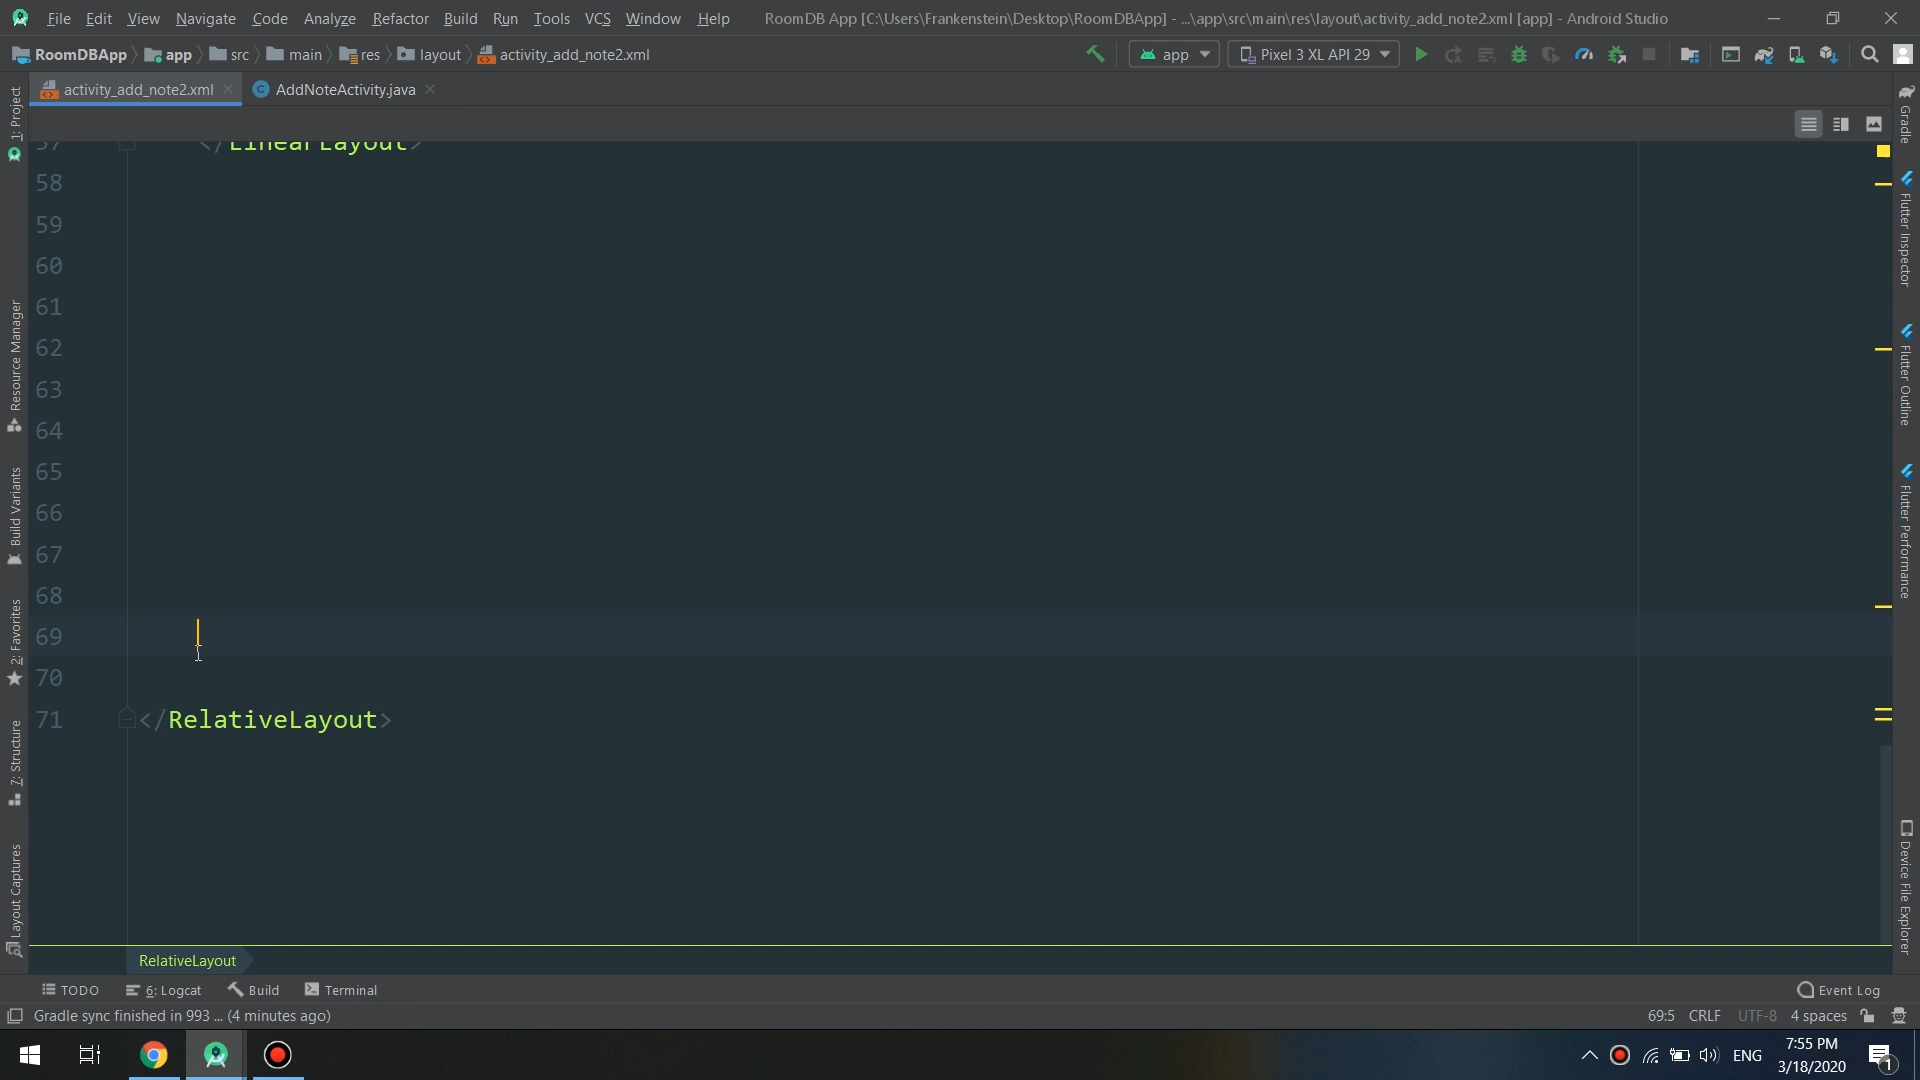 File Edit View Navigate Code Analyze Refactor Build Run Tools VCS Window Help RoomDB App [C:\Users\Frankenstein\Desktop\RoomDBApp] - ...\app\src\main\res\layout\activity_add_note2.xml [app] - Android Studio
RoomDBApp app src main res layout activity_add_note2.xml app Pixel 3 XL API 29
activity_add_note2.xml AddNoteActivity.java
57 </LinearLayout>
58
59
60
61
62
63
64
65
66
67
68
69
70
71 </RelativeLayout>
RelativeLayout
1: Project
Resource Manager
Build Variants
2: Favorites
7: Structure
Layout Captures
Gradle
Flutter Inspector
Flutter Outline
Flutter Performance
Device File Explorer
TODO 6: Logcat Build Terminal Event Log
Gradle sync finished in 993 ... (4 minutes ago) 69:5 CRLF UTF-8 4 spaces
ENG 7:55 PM
3/18/2020 1